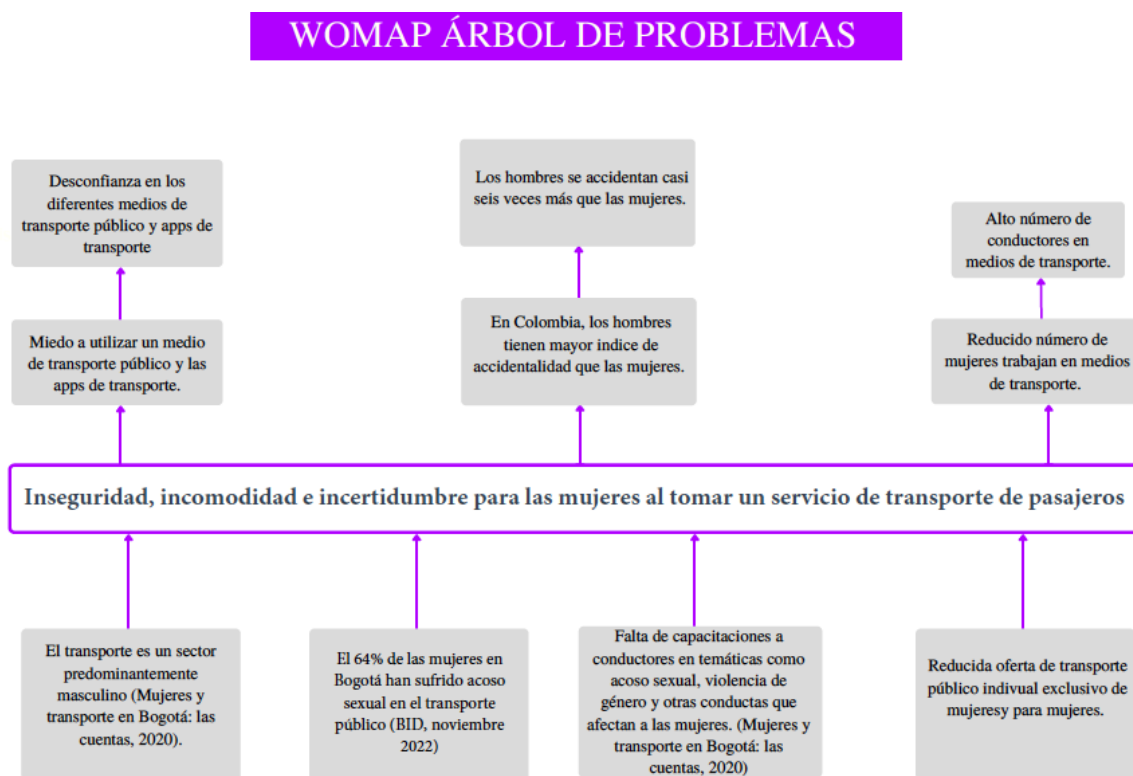 WOMAP ÁRBOL DE PROBLEMAS
Desconfianza en los
diferentes medios de
transporte público y apps de
transporte
Los hombres se accidentan casi
seis veces más que las mujeres.
Alto número de
conductores en
medios de transporte.
Miedo a utilizar un medio
de transporte público y las
apps de transporte.
En Colombia, los hombres
tienen mayor indice de
accidentalidad que las mujeres.
Reducido número de
mujeres trabajan en medios
de transporte.
Inseguridad, incomodidad e incertidumbre para las mujeres al tomar un servicio de transporte de pasajeros
El transporte es un sector
predominantemente
masculino (Mujeres y
transporte en Bogotá: las
cuentas, 2020).
El 64% de las mujeres en
Bogotá han sufrido acoso
sexual en el transporte
público (BID, noviembre
2022)
Falta de capacitaciones a
conductores en temáticas como
acoso sexual, violencia de
género y otras conductas que
afectan a las mujeres. (Mujeres y
transporte en Bogotá: las
cuentas, 2020)
Reducida oferta de transporte
público indivual exclusivo de
mujeresy para mujeres.